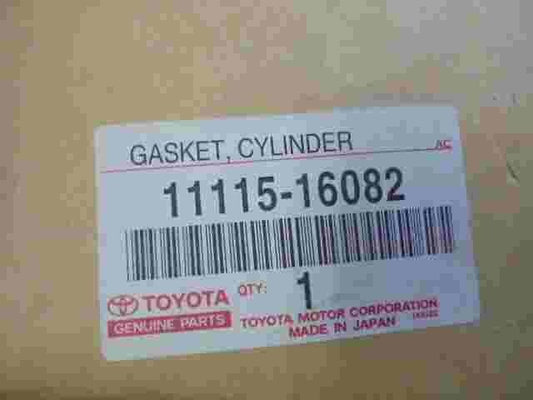 GASKET, CYLINDER
AC
11115-16082
TOYOTA QTY: 1
GENUINE PARTS TOYOTA MOTOR CORPORATION
MADE IN JAPAN